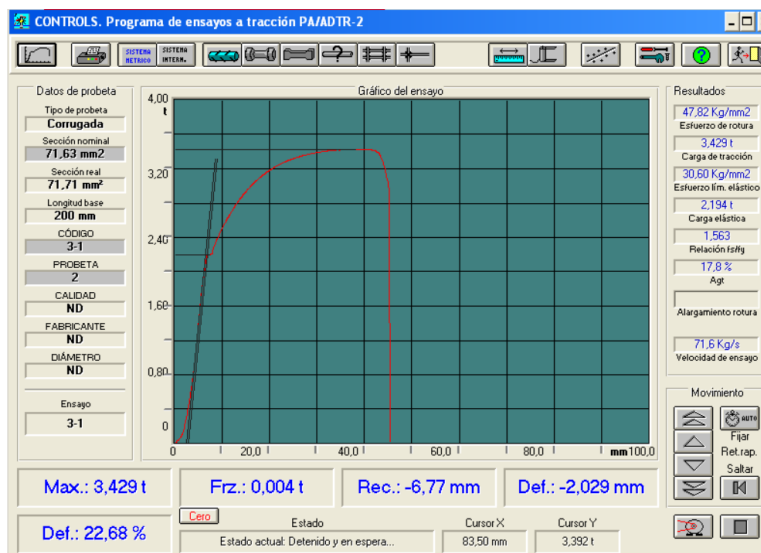 CONTROLS. Programa de ensayos a tracción PA/ADTR-2
SISTEMA METRICO
SISTEMA INTERN.
AUTO
Datos de probeta
Tipo de probeta
Corrugada
Sección nominal
71,63 mm2
Sección real
71,71 mm²
Longitud base
200 mm
CÓDIGO
3-1
PROBETA
2
CALIDAD
ND
FABRICANTE
ND
DIÁMETRO
ND
Ensayo
3-1
Gráfico del ensayo
4,00
t
3,20
2,40
1,60
0,80
0
0
20,0
40,0
60,0
80,0
mm 100,0
Resultados
47,82 Kg/mm2
Esfuerzo de rotura
3,429 t
Carga de tracción
30,60 Kg/mm2
Esfuerzo lím. elástico
2,194 t
Carga elástica
1,563
Relación fs/fy
17,8 %
Agt
Alargamiento rotura
71,6 Kg/s
Velocidad de ensayo
Movimiento
Fijar
Ret.rap.
Saltar
Max.: 3,429 t
Frz.: 0,004 t
Rec.: -6,77 mm
Def.: -2,029 mm
Def.: 22,68 %
Cero
Estado
Estado actual: Detenido y en espera...
Cursor X
83,50 mm
Cursor Y
3,392 t